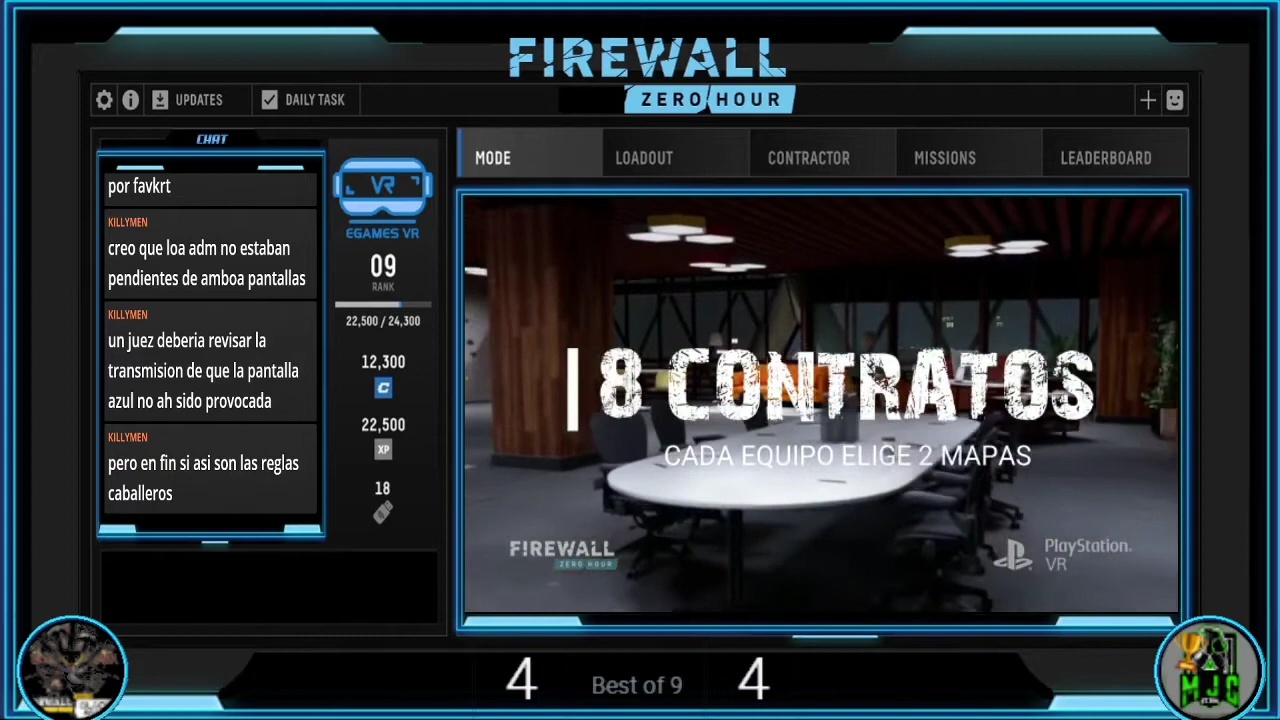 FIREWALL
ZERO HOUR
UPDATES
DAILY TASK
CHAT
por favkrt
KILLYMEN
creo que loa adm no estaban
pendientes de amboa pantallas
KILLYMEN
un juez deberia revisar la
transmision de que la pantalla
azul no ah sido provocada
KILLYMEN
pero en fin si asi son las reglas
caballeros
VR
EGAMES VR
09
RANK
22,500 / 24,300
12,300
C
22,500
XP
18
MODE
LOADOUT
CONTRACTOR
MISSIONS
LEADERBOARD
| 8 CONTRATOS
CADA EQUIPO ELIGE 2 MAPAS
FIREWALL
ZERO HOUR
PlayStation.
VR
4
Best of 9
4
MJC